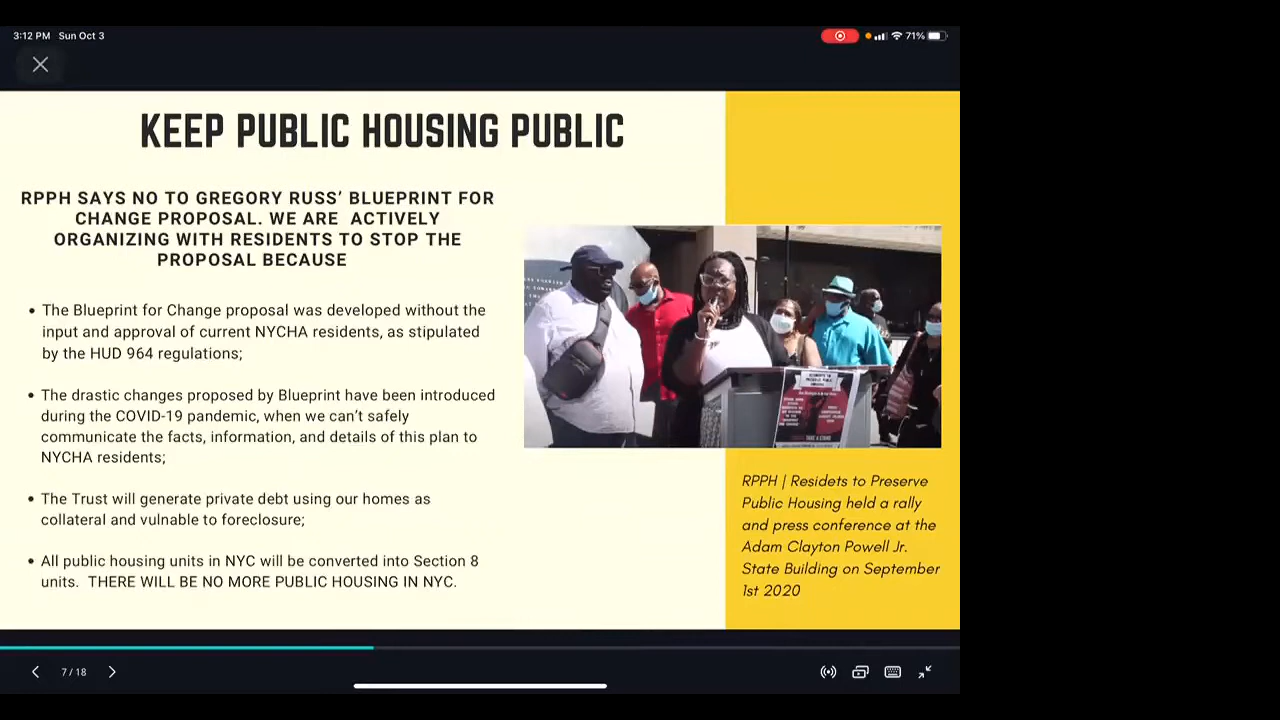 3:12 PM Sun Oct 3
71%
KEEP PUBLIC HOUSING PUBLIC
RPPH SAYS NO TO GREGORY RUSS’ BLUEPRINT FOR
CHANGE PROPOSAL. WE ARE ACTIVELY
ORGANIZING WITH RESIDENTS TO STOP THE
PROPOSAL BECAUSE
• The Blueprint for Change proposal was developed without the
input and approval of current NYCHA residents, as stipulated
by the HUD 964 regulations;
• The drastic changes proposed by Blueprint have been introduced
during the COVID-19 pandemic, when we can’t safely
communicate the facts, information, and details of this plan to
NYCHA residents;
• The Trust will generate private debt using our homes as
collateral and vulnable to foreclosure;
• All public housing units in NYC will be converted into Section 8
units. THERE WILL BE NO MORE PUBLIC HOUSING IN NYC.
RPPH | Residets to Preserve
Public Housing held a rally
and press conference at the
Adam Clayton Powell Jr.
State Building on September
1st 2020
7 / 18